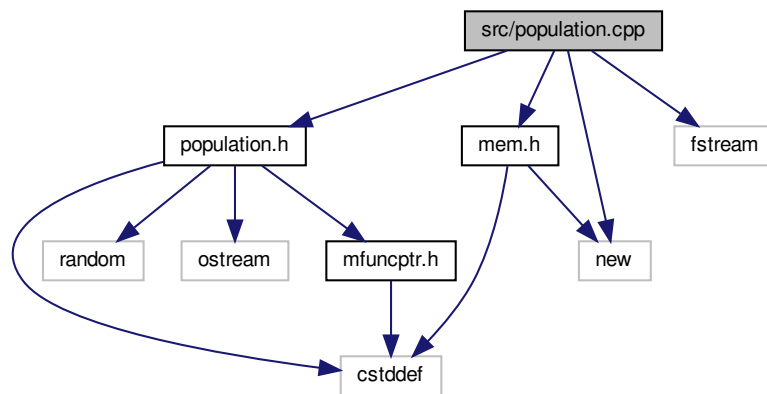 src/population.cpp
population.h
mem.h
fstream
random
ostream
mfuncptr.h
new
cstddef